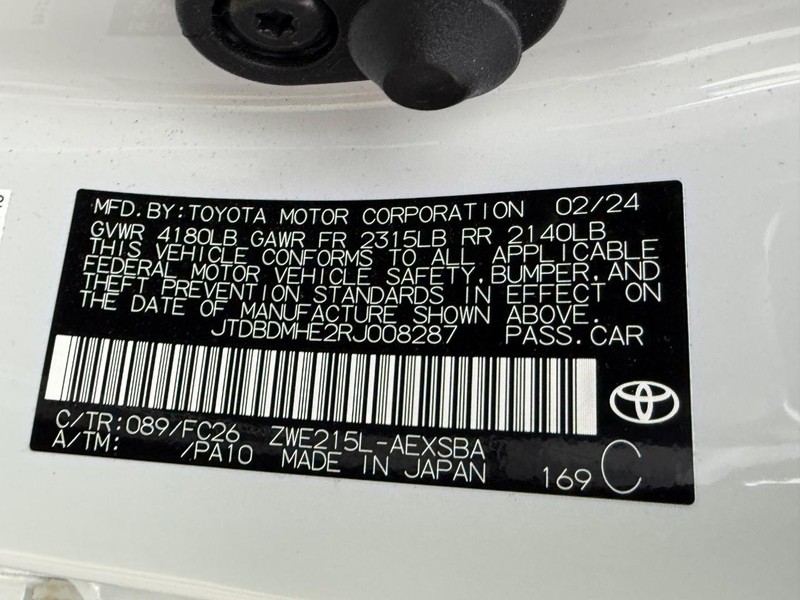 MFD. BY: TOYOTA MOTOR CORPORATION 02/24
GVWR 4180LB GAWR FR 2315LB RR 2140LB
THIS VEHICLE CONFORMS TO ALL APPLICABLE
FEDERAL MOTOR VEHICLE SAFETY, BUMPER, AND
THEFT PREVENTION STANDARDS IN EFFECT ON
THE DATE OF MANUFACTURE SHOWN ABOVE.
JTDBDMHE2RJ008287 PASS. CAR
C/TR: 089/FC26 ZWE215L-AEXSBA
A/TM: /PA10 MADE IN JAPAN 169 C